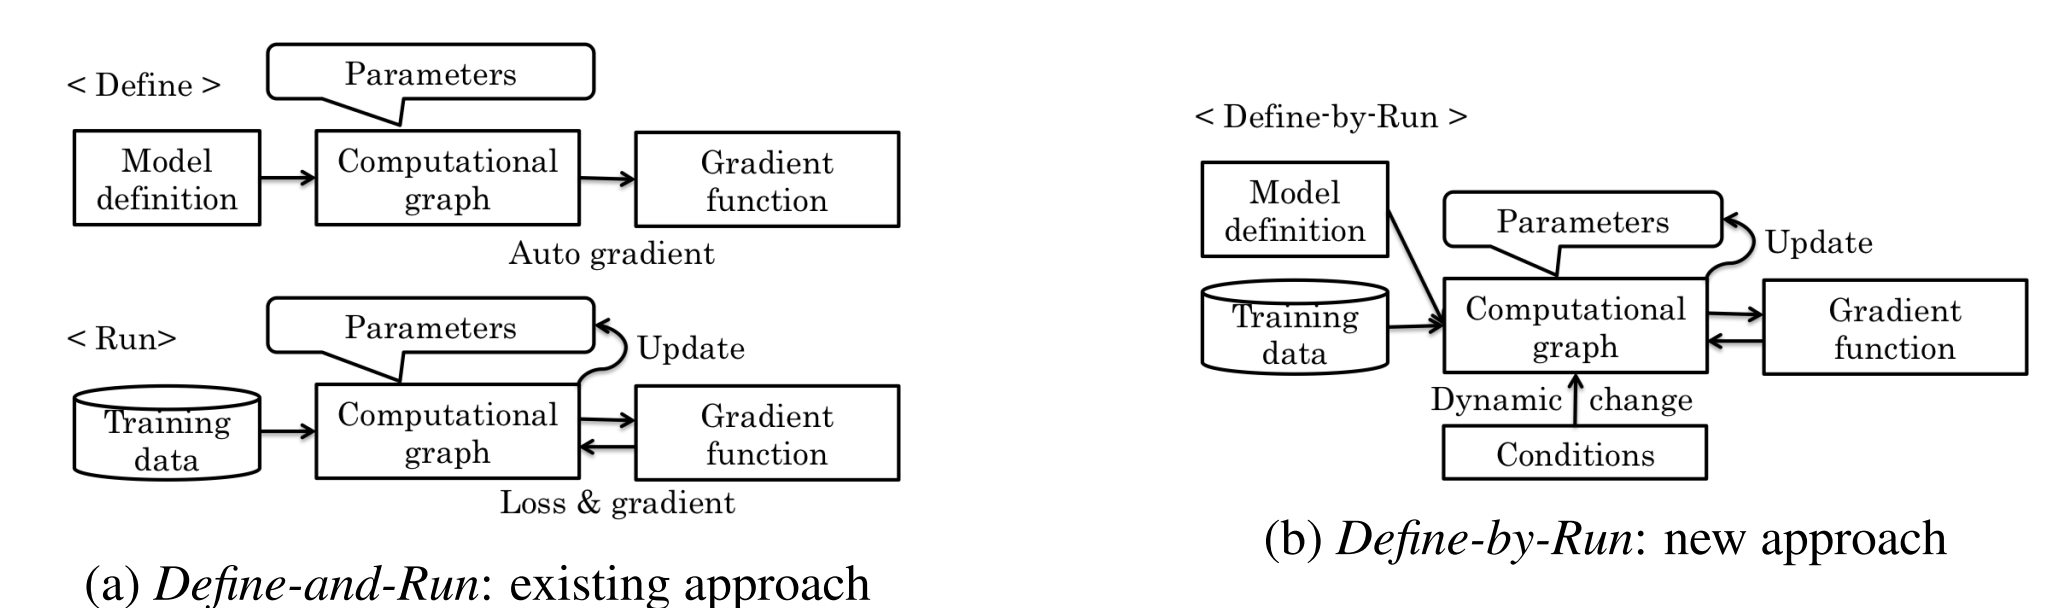 < Define >
Parameters
Model
definition
Computational
graph
Gradient
function
Auto gradient
< Run>
Parameters
Update
Training
data
Computational
graph
Gradient
function
Loss & gradient
(a) Define-and-Run: existing approach
< Define-by-Run >
Model
definition
Parameters
Update
Training
data
Computational
graph
Gradient
function
Dynamic change
Conditions
(b) Define-by-Run: new approach